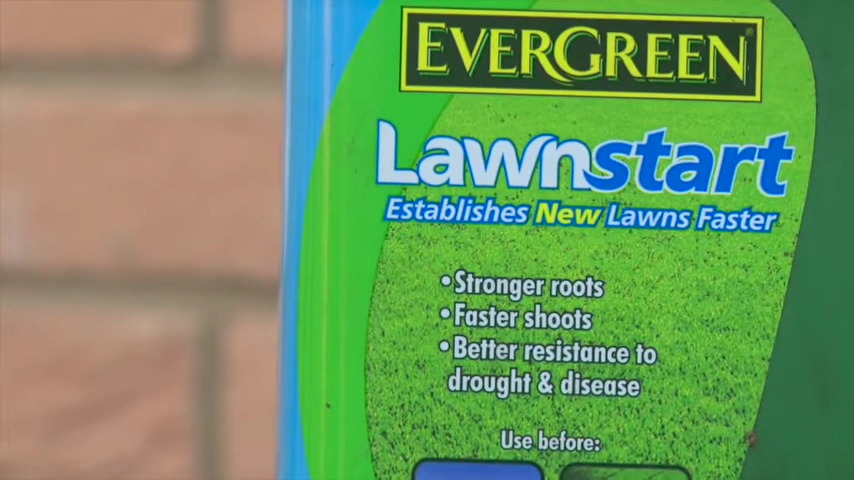 EVERGREEN®
Lawnstart
Establishes New Lawns Faster
•Stronger roots
•Faster shoots
•Better resistance to
drought & disease
Use before: